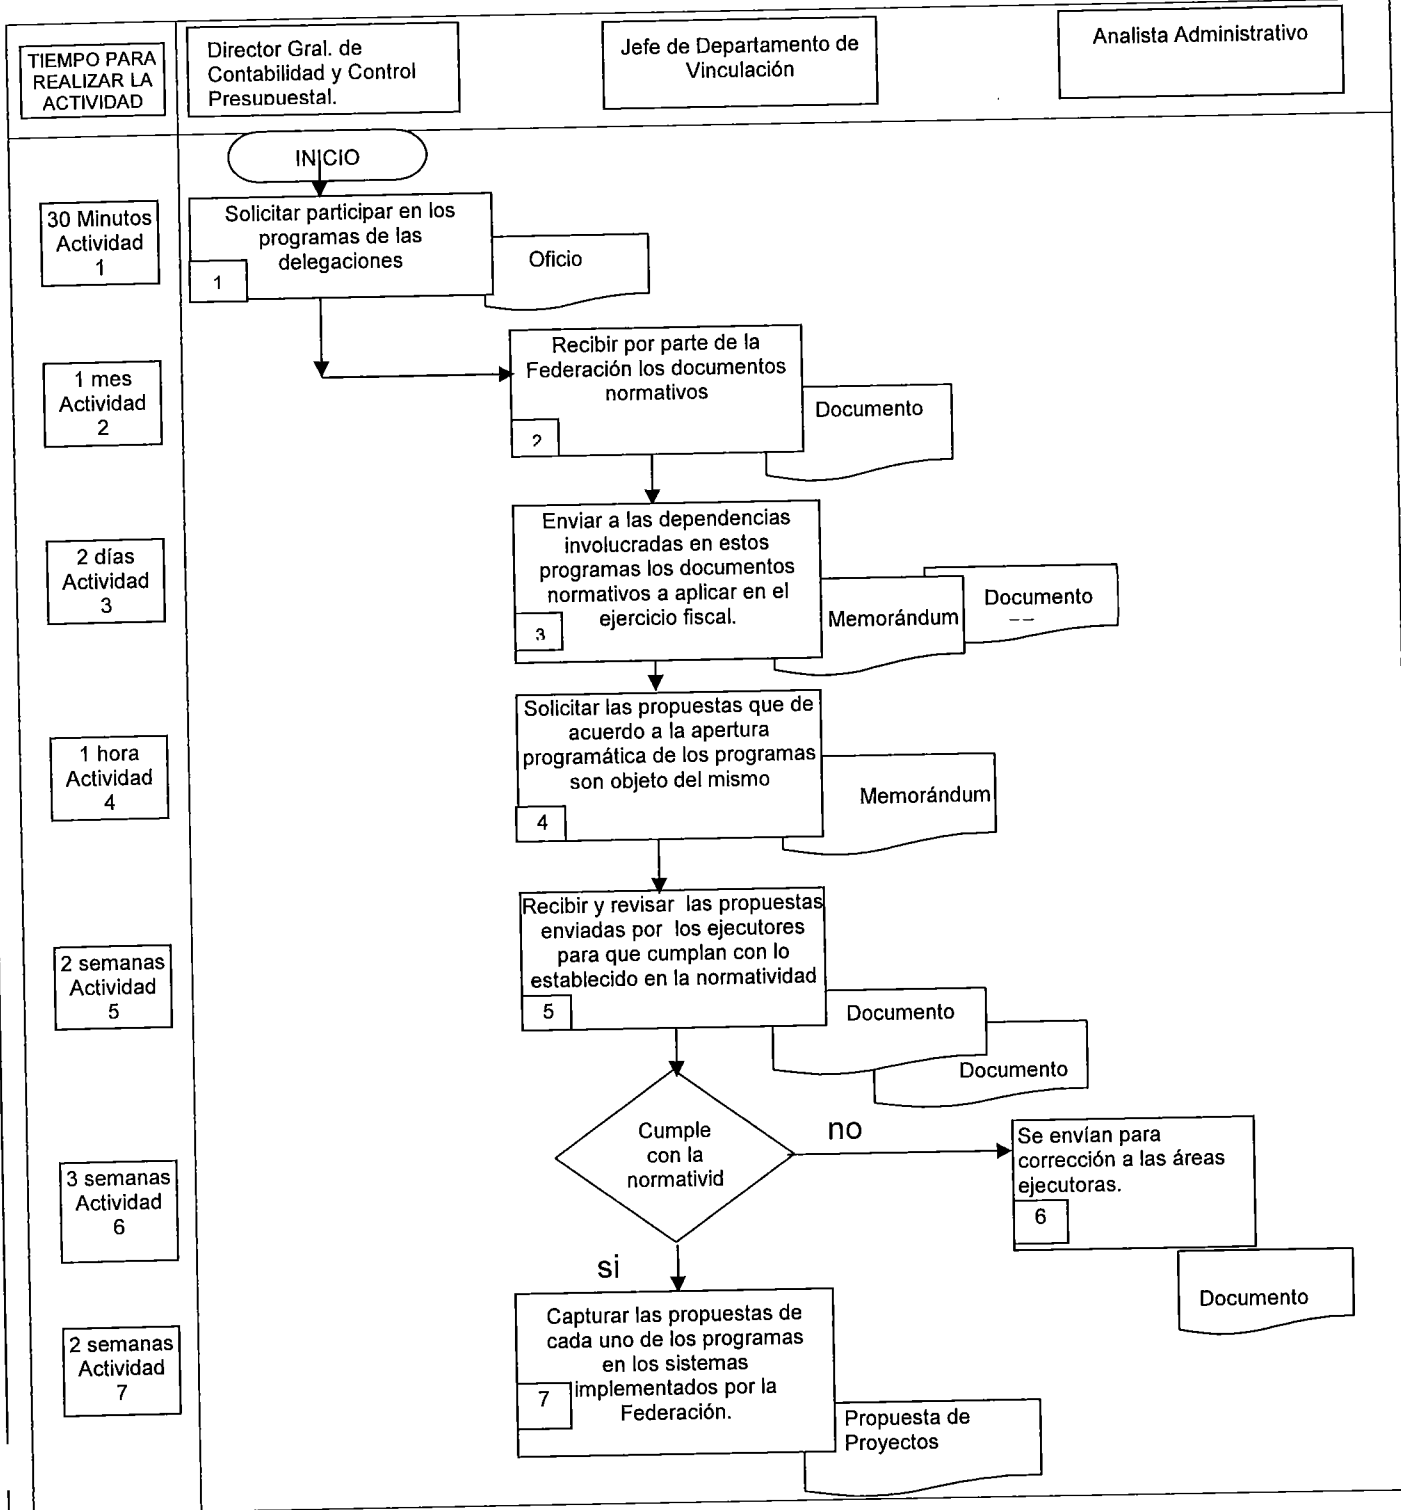 TIEMPO PARA
REALIZAR LA
ACTIVIDAD
Director Gral. de
Contabilidad y Control
Presupuestal.
Jefe de Departamento de
Vinculación
Analista Administrativo
INICIO
30 Minutos
Actividad
1
Solicitar participar en los
programas de las
delegaciones
1
Oficio
1 mes
Actividad
2
Recibir por parte de la
Federación los documentos
normativos
2
Documento
2 días
Actividad
3
Enviar a las dependencias
involucradas en estos
programas los documentos
normativos a aplicar en el
ejercicio fiscal.
3
Memorándum
Documento
1 hora
Actividad
4
Solicitar las propuestas que de
acuerdo a la apertura
programática de los programas
son objeto del mismo
4
Memorándum
2 semanas
Actividad
5
Recibir y revisar las propuestas
enviadas por los ejecutores
para que cumplan con lo
establecido en la normatividad
5
Documento
Documento
Cumple
con la
normativid
no
si
3 semanas
Actividad
6
Se envían para
corrección a las áreas
ejecutoras.
6
Documento
2 semanas
Actividad
7
Capturar las propuestas de
cada uno de los programas
en los sistemas
implementados por la
Federación.
7
Propuesta de
Proyectos